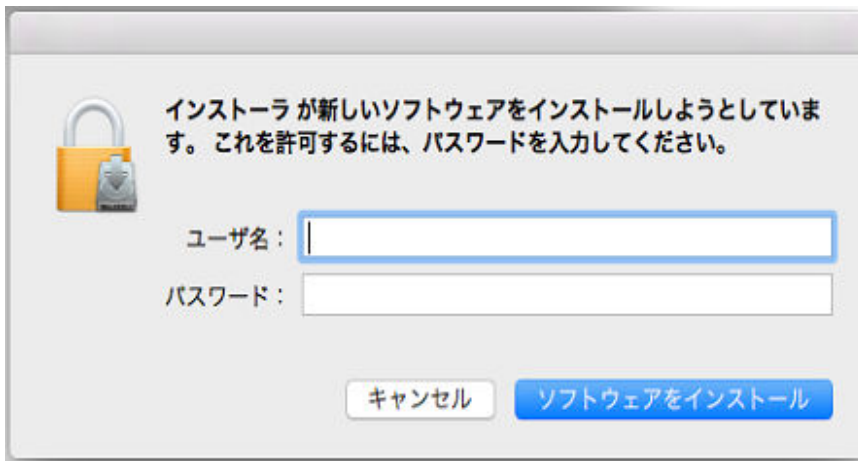 インストーラ が新しいソフトウェアをインストールしようとしていま
す。 これを許可するには、パスワードを入力してください。
ユーザ名：
パスワード：
キャンセル ソフトウェアをインストール